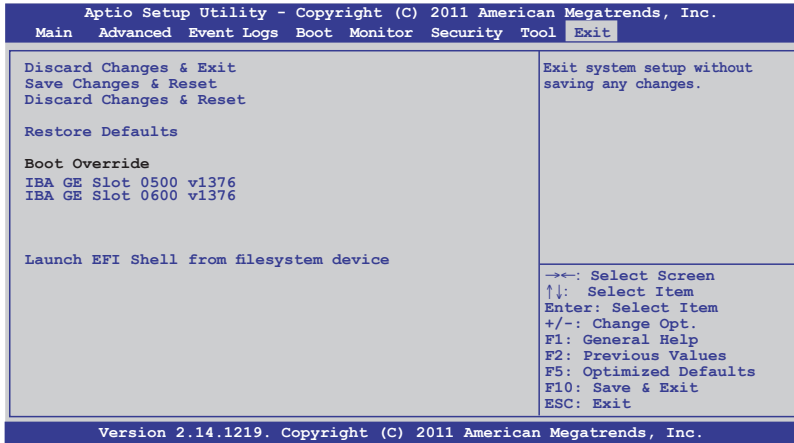 Aptio Setup Utility - Copyright (C) 2011 American Megatrends, Inc.
Main Advanced Event Logs Boot Monitor Security Tool Exit
Discard Changes & Exit
Save Changes & Reset
Discard Changes & Reset
Restore Defaults
Boot Override
IBA GE Slot 0500 v1376
IBA GE Slot 0600 v1376
Launch EFI Shell from filesystem device
Exit system setup without
saving any changes.
→←: Select Screen
↑↓: Select Item
Enter: Select Item
+/-: Change Opt.
F1: General Help
F2: Previous Values
F5: Optimized Defaults
F10: Save & Exit
ESC: Exit
Version 2.14.1219. Copyright (C) 2011 American Megatrends, Inc.